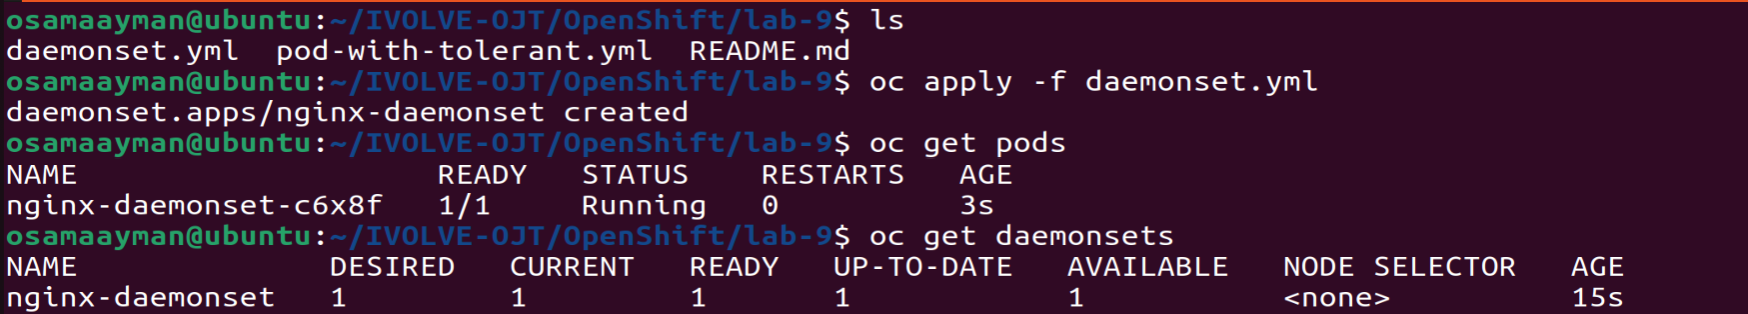 osamaayman@ubuntu:~/IVOLVE-OJT/OpenShift/lab-9$ ls
daemonset.yml  pod-with-tolerant.yml  README.md
osamaayman@ubuntu:~/IVOLVE-OJT/OpenShift/lab-9$ oc apply -f daemonset.yml
daemonset.apps/nginx-daemonset created
osamaayman@ubuntu:~/IVOLVE-OJT/OpenShift/lab-9$ oc get pods
NAME                    READY   STATUS    RESTARTS   AGE
nginx-daemonset-c6x8f   1/1     Running   0          3s
osamaayman@ubuntu:~/IVOLVE-OJT/OpenShift/lab-9$ oc get daemonsets
NAME              DESIRED   CURRENT   READY   UP-TO-DATE   AVAILABLE   NODE SELECTOR   AGE
nginx-daemonset   1         1         1       1            1           <none>          15s